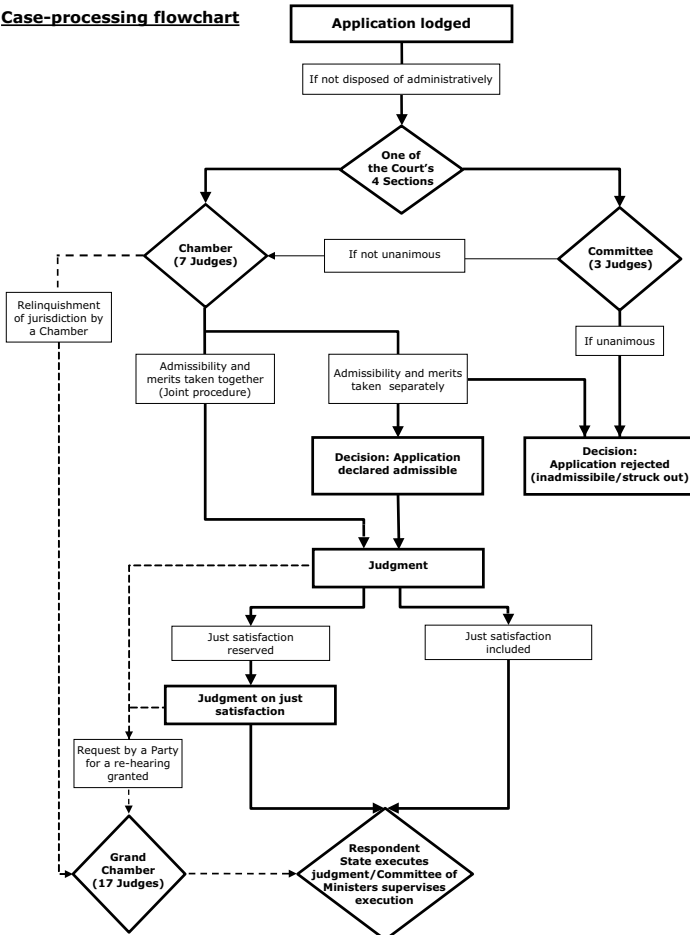 Case-processing flowchart
Application lodged
If not disposed of administratively
One of
the Court's
4 Sections
Chamber
(7 Judges)
If not unanimous
Committee
(3 Judges)
Relinquishment
of jurisdiction by
a Chamber
If unanimous
Admissibility and
merits taken together
(Joint procedure)
Admissibility and merits
taken separately
Decision: Application
declared admissible
Decision:
Application rejected
(inadmissibile/struck out)
Judgment
Just satisfaction
reserved
Just satisfaction
included
Judgment on just
satisfaction
Request by a Party
for a re-hearing
granted
Grand
Chamber
(17 Judges)
Respondent
State executes
judgment/Committee of
Ministers supervises
execution